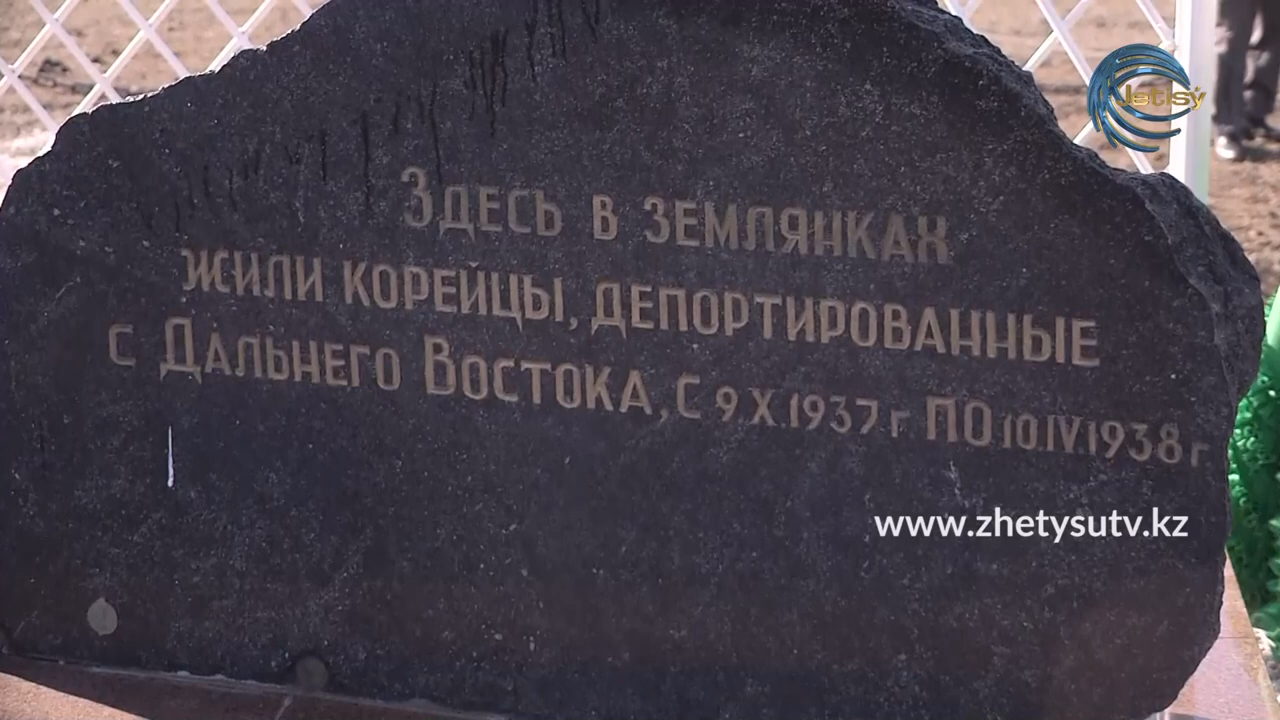 Jetisý
Здесь в землянках
жили корейцы, депортированные
с Дальнего Востока, с 9.X.1937 г. по 10.IV.1938 г.
www.zhetysutv.kz